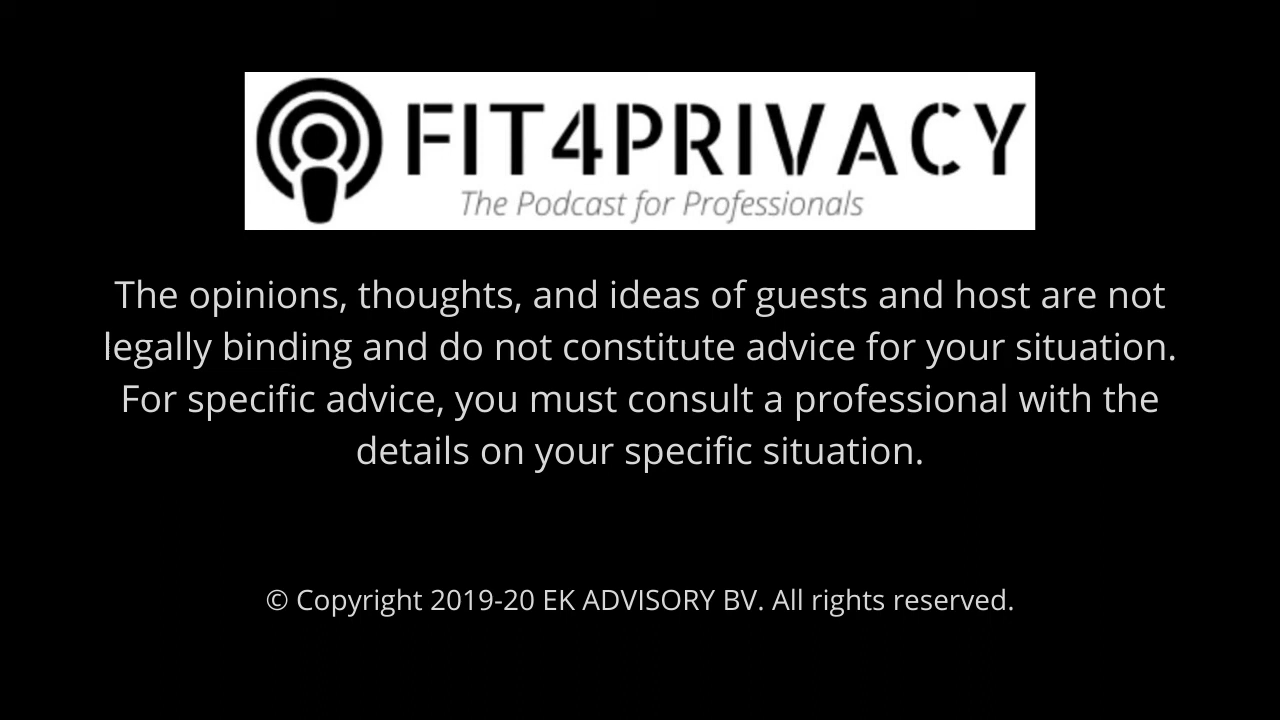 FIT4PRIVACY
The Podcast for Professionals
The opinions, thoughts, and ideas of guests and host are not
legally binding and do not constitute advice for your situation.
For specific advice, you must consult a professional with the
details on your specific situation.
© Copyright 2019-20 EK ADVISORY BV. All rights reserved.